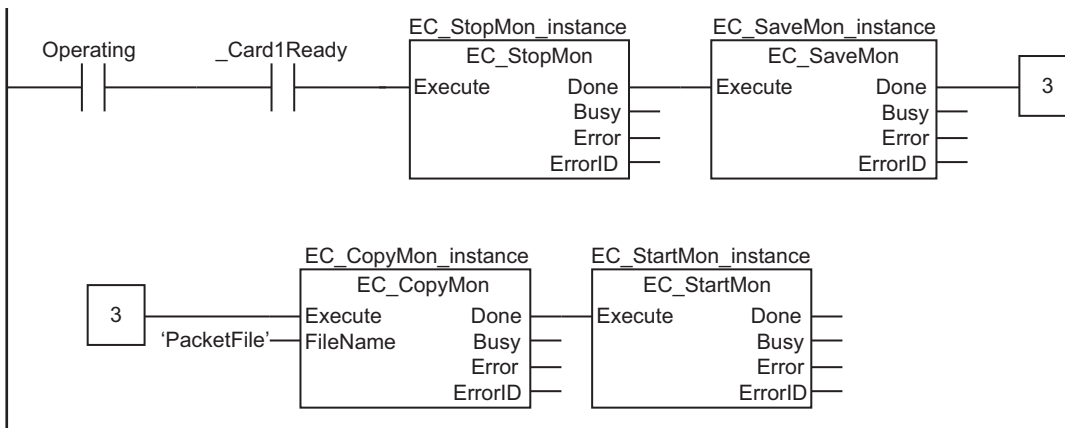 EC_StopMon_instance EC_SaveMon_instance
Operating _Card1Ready EC_StopMon EC_SaveMon
Execute Done Execute Done 3
Busy Busy
Error Error
ErrorID ErrorID
EC_CopyMon_instance EC_StartMon_instance
EC_CopyMon EC_StartMon
3 Execute Done Execute Done
‘PacketFile’ FileName Busy Busy
Error Error
ErrorID ErrorID